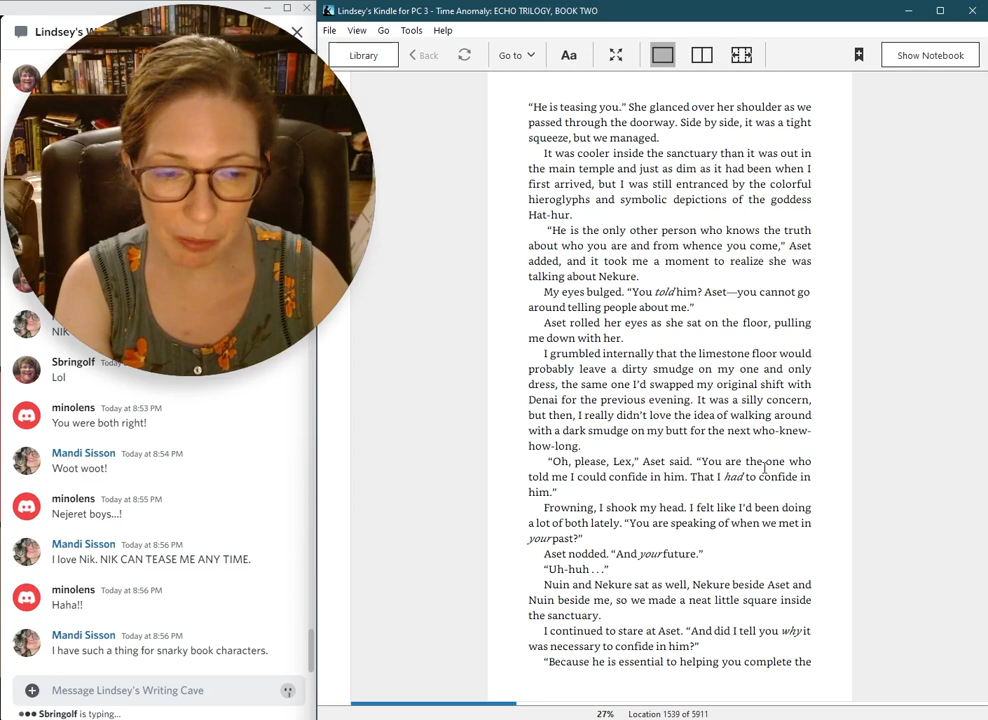 Lindsey's W
NIK
Sbringolf Today
Lol
minolens Today at 8:53 PM
You were both right!
Mandi Sisson Today at 8:54 PM
Woot woot!
minolens Today at 8:55 PM
Nejeret boys...!
Mandi Sisson Today at 8:56 PM
I love Nik. NIK CAN TEASE ME ANY TIME.
minolens Today at 8:56 PM
Haha!!
Mandi Sisson Today at 8:56 PM
I have such a thing for snarky book characters.
Message Lindsey's Writing Cave
Sbringolf is typing...
Lindsey's Kindle for PC 3 - Time Anomaly: ECHO TRILOGY, BOOK TWO
File View Go Tools Help
Library Back Go to Aa Show Notebook
“He is teasing you.” She glanced over her shoulder as we
passed through the doorway. Side by side, it was a tight
squeeze, but we managed.
It was cooler inside the sanctuary than it was out in
the main temple and just as dim as it had been when I
first arrived, but I was still entranced by the colorful
hieroglyphs and symbolic depictions of the goddess
Hat-hur.
“He is the only other person who knows the truth
about who you are and from whence you come,” Aset
added, and it took me a moment to realize she was
talking about Nekure.
My eyes bulged. “You told him? Aset—you cannot go
around telling people about me.”
Aset rolled her eyes as she sat on the floor, pulling
me down with her.
I grumbled internally that the limestone floor would
probably leave a dirty smudge on my one and only
dress, the same one I’d swapped my original shift with
Denai for the previous evening. It was a silly concern,
but then, I really didn’t love the idea of walking around
with a dark smudge on my butt for the next who-knew-
how-long.
“Oh, please, Lex,” Aset said. “You are the one who
told me I could confide in him. That I had to confide in
him.”
Frowning, I shook my head. I felt like I’d been doing
a lot of both lately. “You are speaking of when we met in
your past?”
Aset nodded. “And your future.”
“Uh-huh . . .”
Nuin and Nekure sat as well, Nekure beside Aset and
Nuin beside me, so we made a neat little square inside
the sanctuary.
I continued to stare at Aset. “And did I tell you why it
was necessary to confide in him?”
“Because he is essential to helping you complete the
27% Location 1539 of 5911